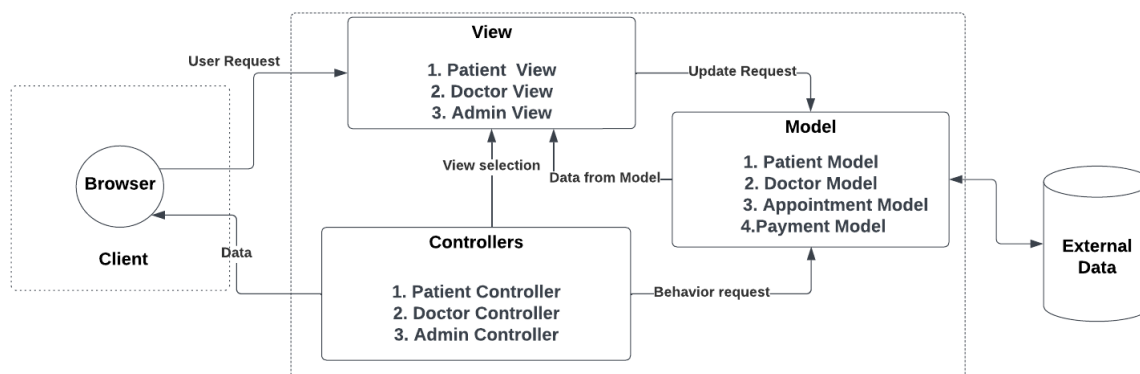 View
User Request
1. Patient  View
2. Doctor View
3. Admin View
Update Request
Model
1. Patient Model
2. Doctor Model
3. Appointment Model
4.Payment Model
View selection
Data from Model
Browser
Client
Data
Controllers
1. Patient Controller
2. Doctor Controller
3. Admin Controller
Behavior request
External
Data